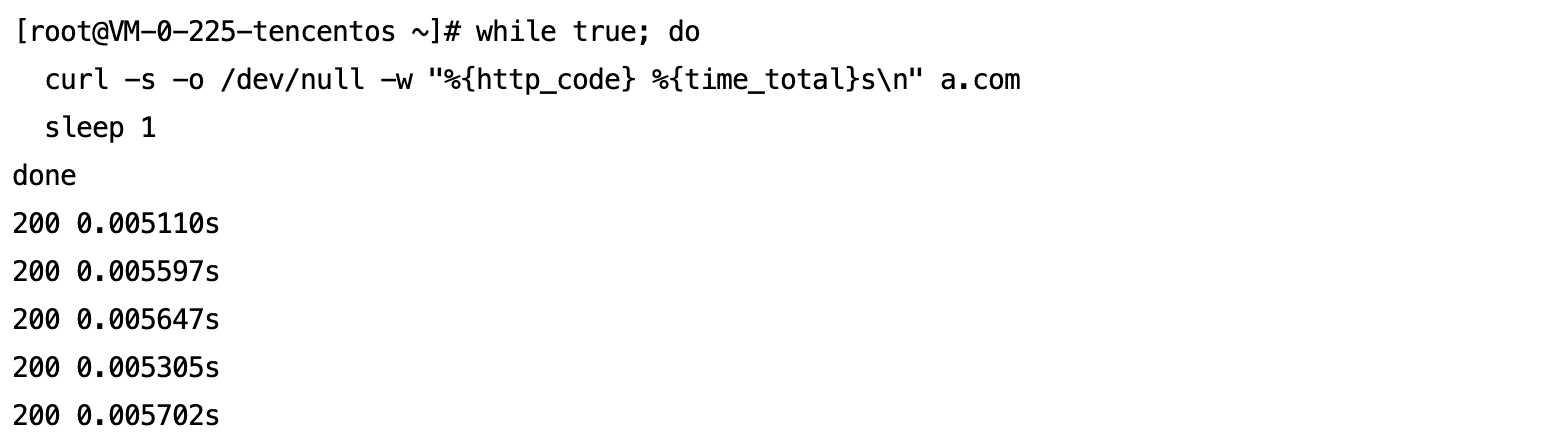 [root@VM-0-225-tencentos ~]# while true; do
  curl -s -o /dev/null -w "%{http_code} %{time_total}s\n" a.com
  sleep 1
done
200 0.005110s
200 0.005597s
200 0.005647s
200 0.005305s
200 0.005702s